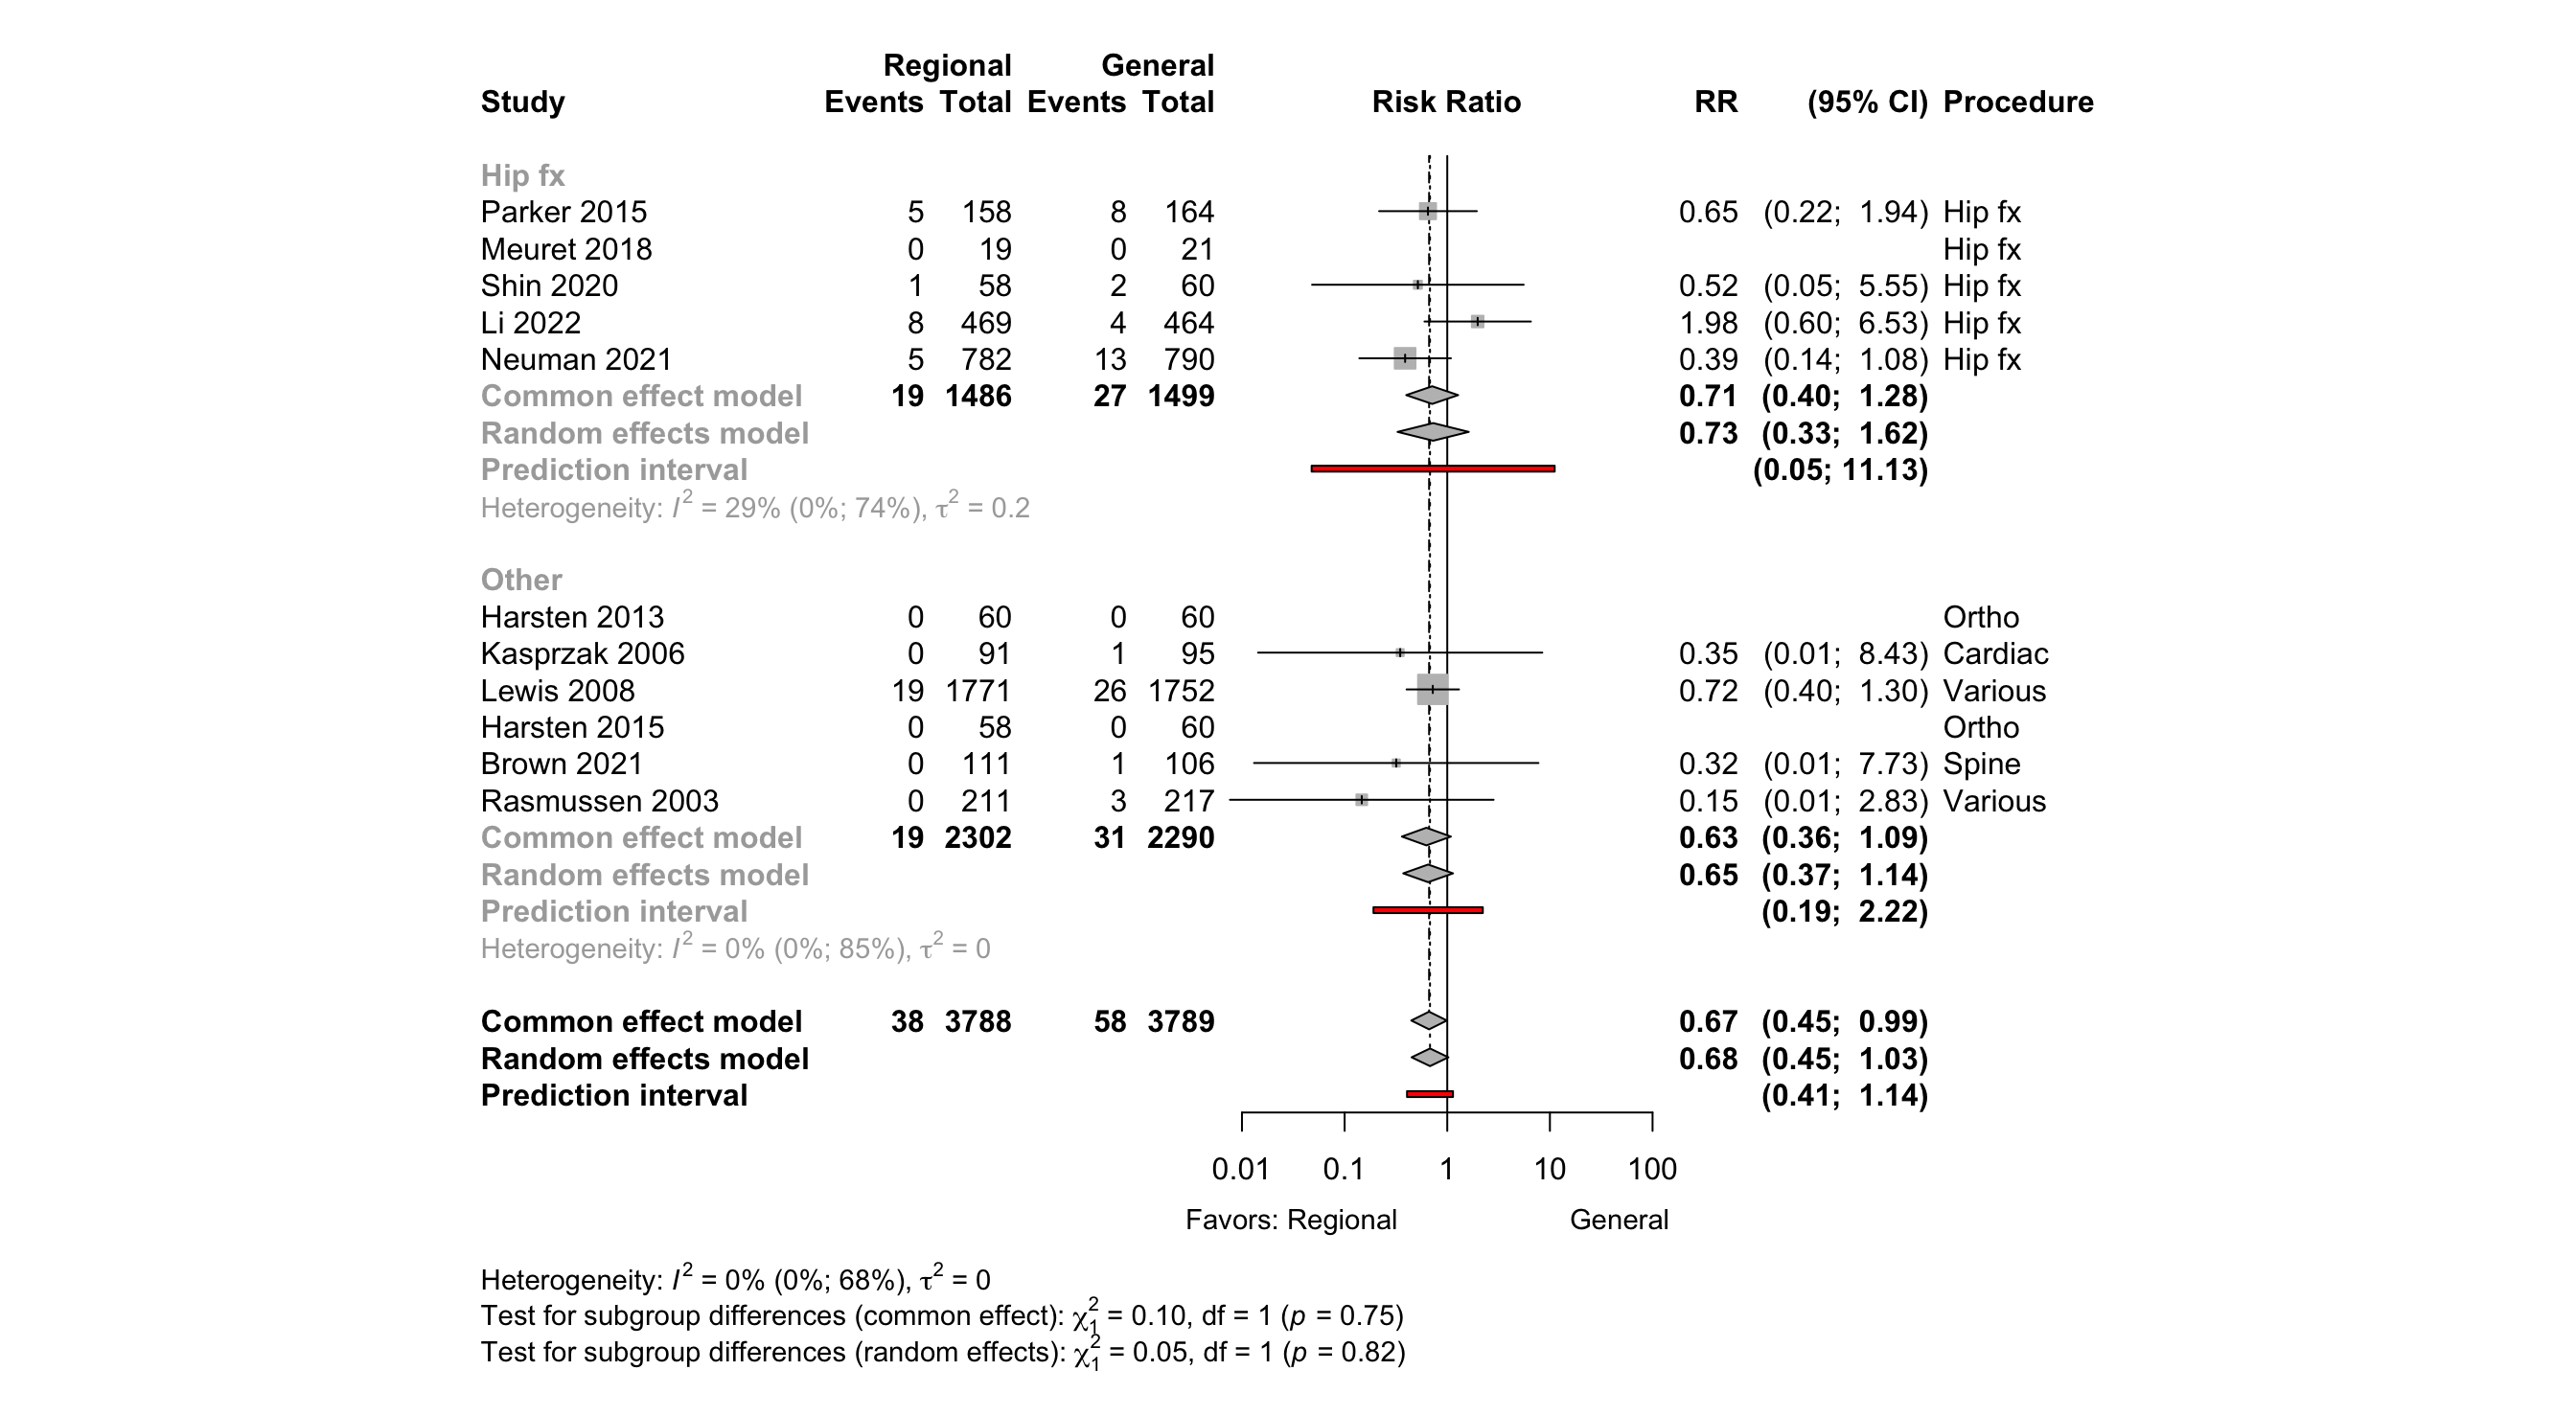 Regional General
Study Events Total Events Total Risk Ratio RR (95% CI) Procedure
Hip fx
Parker 2015 5 158 8 164 0.65 (0.22; 1.94) Hip fx
Meuret 2018 0 19 0 21 Hip fx
Shin 2020 1 58 2 60 0.52 (0.05; 5.55) Hip fx
Li 2022 8 469 4 464 1.98 (0.60; 6.53) Hip fx
Neuman 2021 5 782 13 790 0.39 (0.14; 1.08) Hip fx
Common effect model 19 1486 27 1499 0.71 (0.40; 1.28)
Random effects model 0.73 (0.33; 1.62)
Prediction interval (0.05; 11.13)
Heterogeneity: I² = 29% (0%; 74%), τ² = 0.2
Other
Harsten 2013 0 60 0 60 Ortho
Kasprzak 2006 0 91 1 95 0.35 (0.01; 8.43) Cardiac
Lewis 2008 19 1771 26 1752 0.72 (0.40; 1.30) Various
Harsten 2015 0 58 0 60 Ortho
Brown 2021 0 111 1 106 0.32 (0.01; 7.73) Spine
Rasmussen 2003 0 211 3 217 0.15 (0.01; 2.83) Various
Common effect model 19 2302 31 2290 0.63 (0.36; 1.09)
Random effects model 0.65 (0.37; 1.14)
Prediction interval (0.19; 2.22)
Heterogeneity: I² = 0% (0%; 85%), τ² = 0
Common effect model 38 3788 58 3789 0.67 (0.45; 0.99)
Random effects model 0.68 (0.45; 1.03)
Prediction interval (0.41; 1.14)
0.01 0.1 1 10 100
Favors: Regional General
Heterogeneity: I² = 0% (0%; 68%), τ² = 0
Test for subgroup differences (common effect): χ₁² = 0.10, df = 1 (p = 0.75)
Test for subgroup differences (random effects): χ₁² = 0.05, df = 1 (p = 0.82)